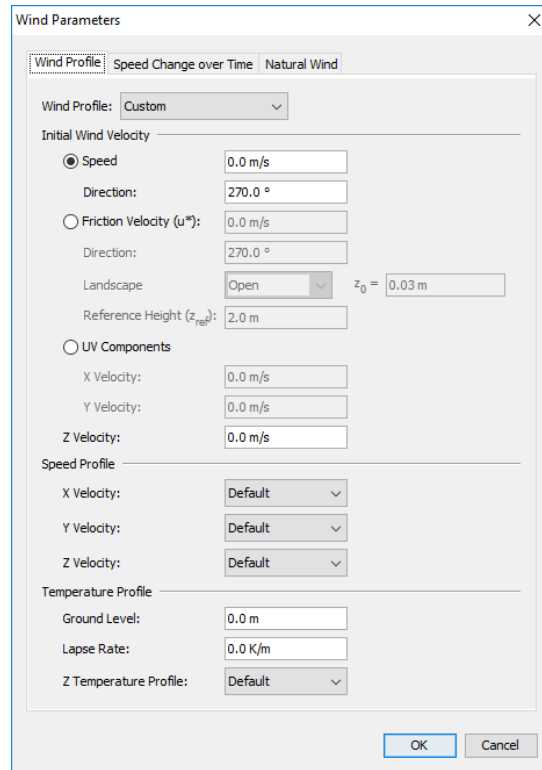 Wind Parameters
Wind Profile Speed Change over Time Natural Wind
Wind Profile: Custom
Initial Wind Velocity
Speed 0.0 m/s
Direction: 270.0 °
Friction Velocity (u*): 0.0 m/s
Direction: 270.0 °
Landscape Open z0 = 0.03 m
Reference Height (zref): 2.0 m
UV Components
X Velocity: 0.0 m/s
Y Velocity: 0.0 m/s
Z Velocity: 0.0 m/s
Speed Profile
X Velocity: Default
Y Velocity: Default
Z Velocity: Default
Temperature Profile
Ground Level: 0.0 m
Lapse Rate: 0.0 K/m
Z Temperature Profile: Default
OK Cancel